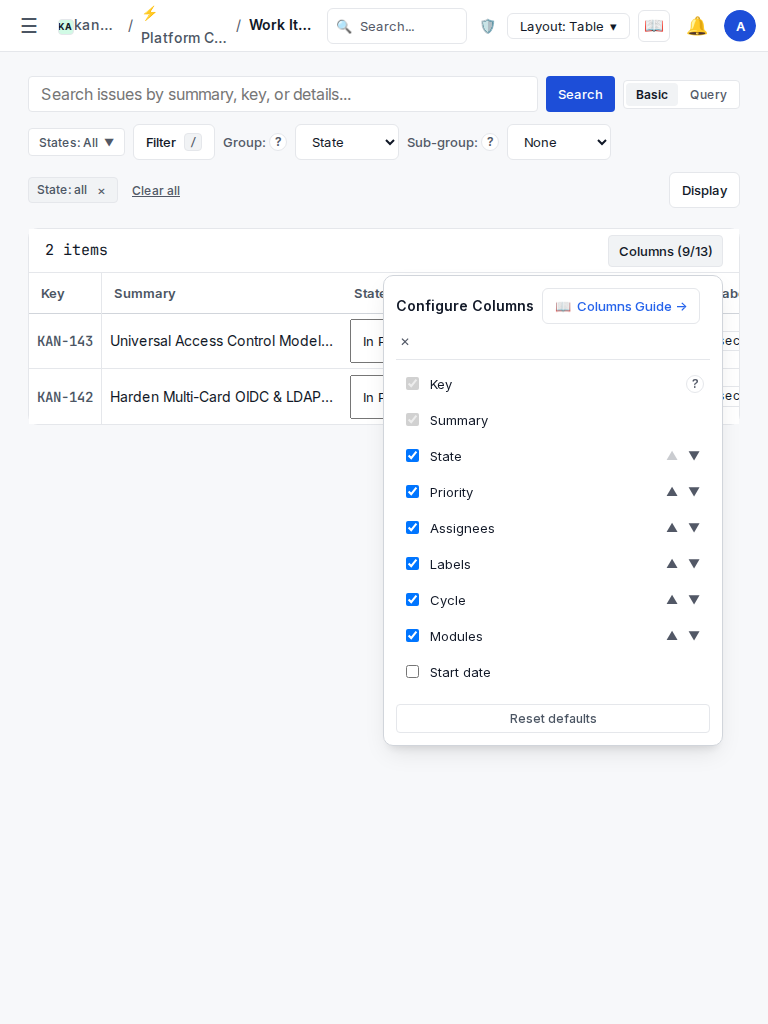 ☰ KA kan... / ⚡ Platform C... / Work It... 🔍 Search... 🛡️ Layout: Table ▾ 📖 🔔 A
Search issues by summary, key, or details... Search Basic Query
States: All ▼ Filter / Group: ? State Sub-group: ? None
State: all × Clear all Display
2 items Columns (9/13)
Key Summary State
KAN-143 Universal Access Control Model... In P
KAN-142 Harden Multi-Card OIDC & LDAP... In P
Configure Columns 📖 Columns Guide →
×
Key ?
Summary
State ▲ ▼
Priority ▲ ▼
Assignees ▲ ▼
Labels ▲ ▼
Cycle ▲ ▼
Modules ▲ ▼
Start date
Reset defaults